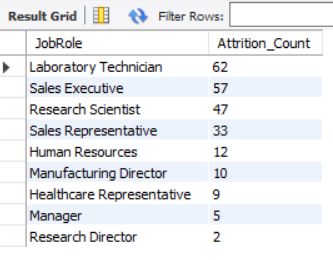 Result Grid Filter Rows:
JobRole Attrition_Count
Laboratory Technician 62
Sales Executive 57
Research Scientist 47
Sales Representative 33
Human Resources 12
Manufacturing Director 10
Healthcare Representative 9
Manager 5
Research Director 2